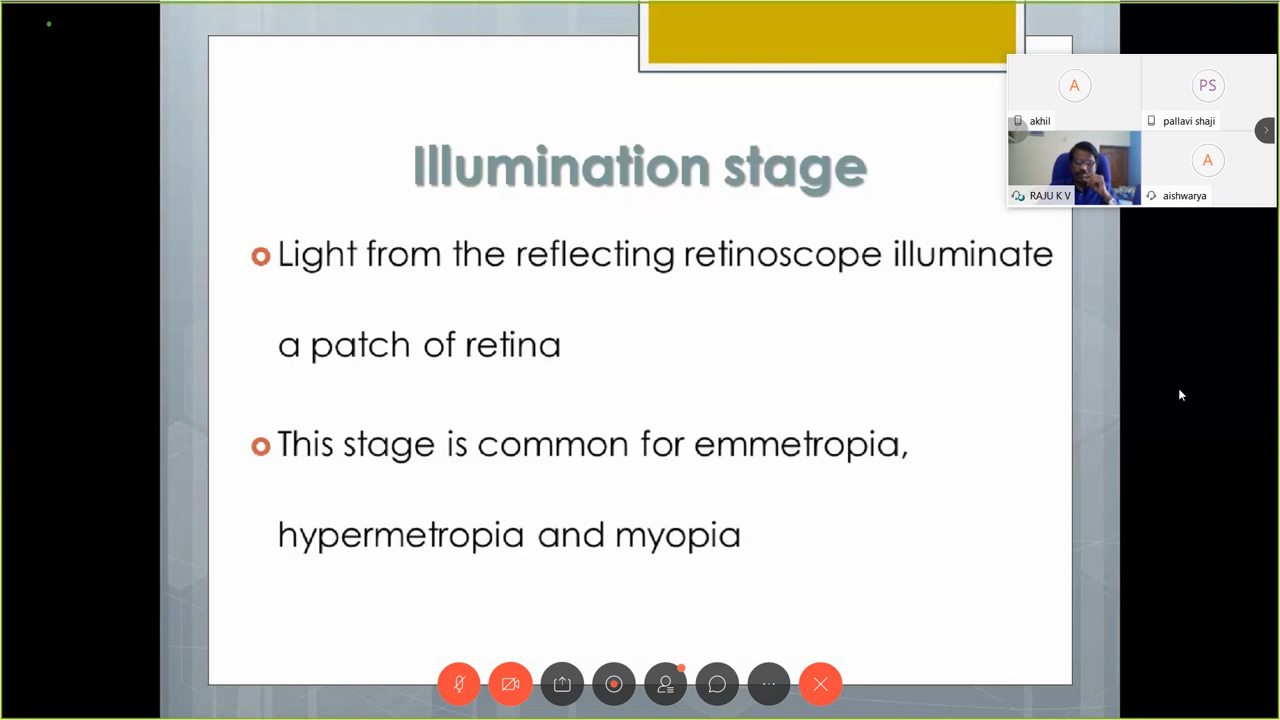 Illumination stage
Light from the reflecting retinoscope illuminate
a patch of retina
This stage is common for emmetropia,
hypermetropia and myopia
A
PS
akhil
pallavi shaji
A
RAJU K V
aishwarya